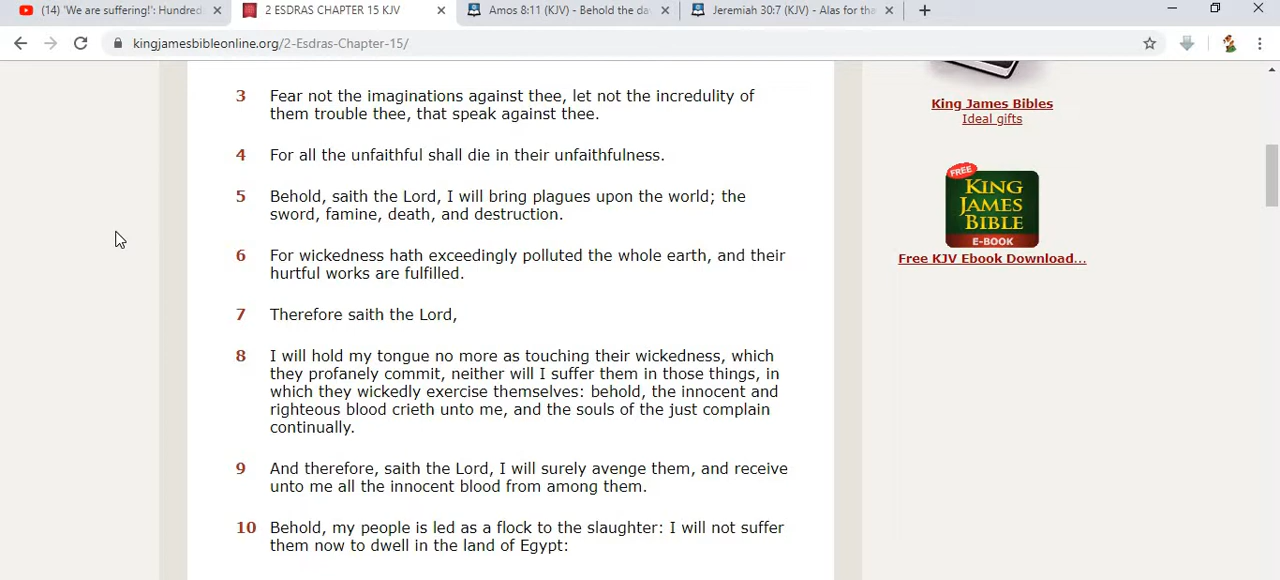 (14) 'We are suffering!': Hundred
2 ESDRAS CHAPTER 15 KJV
Amos 8:11 (KJV) - Behold the da
Jeremiah 30:7 (KJV) - Alas for tha
kingjamesbibleonline.org/2-Esdras-Chapter-15/
3 Fear not the imaginations against thee, let not the incredulity of
them trouble thee, that speak against thee.
4 For all the unfaithful shall die in their unfaithfulness.
5 Behold, saith the Lord, I will bring plagues upon the world; the
sword, famine, death, and destruction.
6 For wickedness hath exceedingly polluted the whole earth, and their
hurtful works are fulfilled.
7 Therefore saith the Lord,
8 I will hold my tongue no more as touching their wickedness, which
they profanely commit, neither will I suffer them in those things, in
which they wickedly exercise themselves: behold, the innocent and
righteous blood crieth unto me, and the souls of the just complain
continually.
9 And therefore, saith the Lord, I will surely avenge them, and receive
unto me all the innocent blood from among them.
10 Behold, my people is led as a flock to the slaughter: I will not suffer
them now to dwell in the land of Egypt:
King James Bibles
Ideal gifts
FREE
KING
JAMES
BIBLE
E-BOOK
Free KJV Ebook Download...